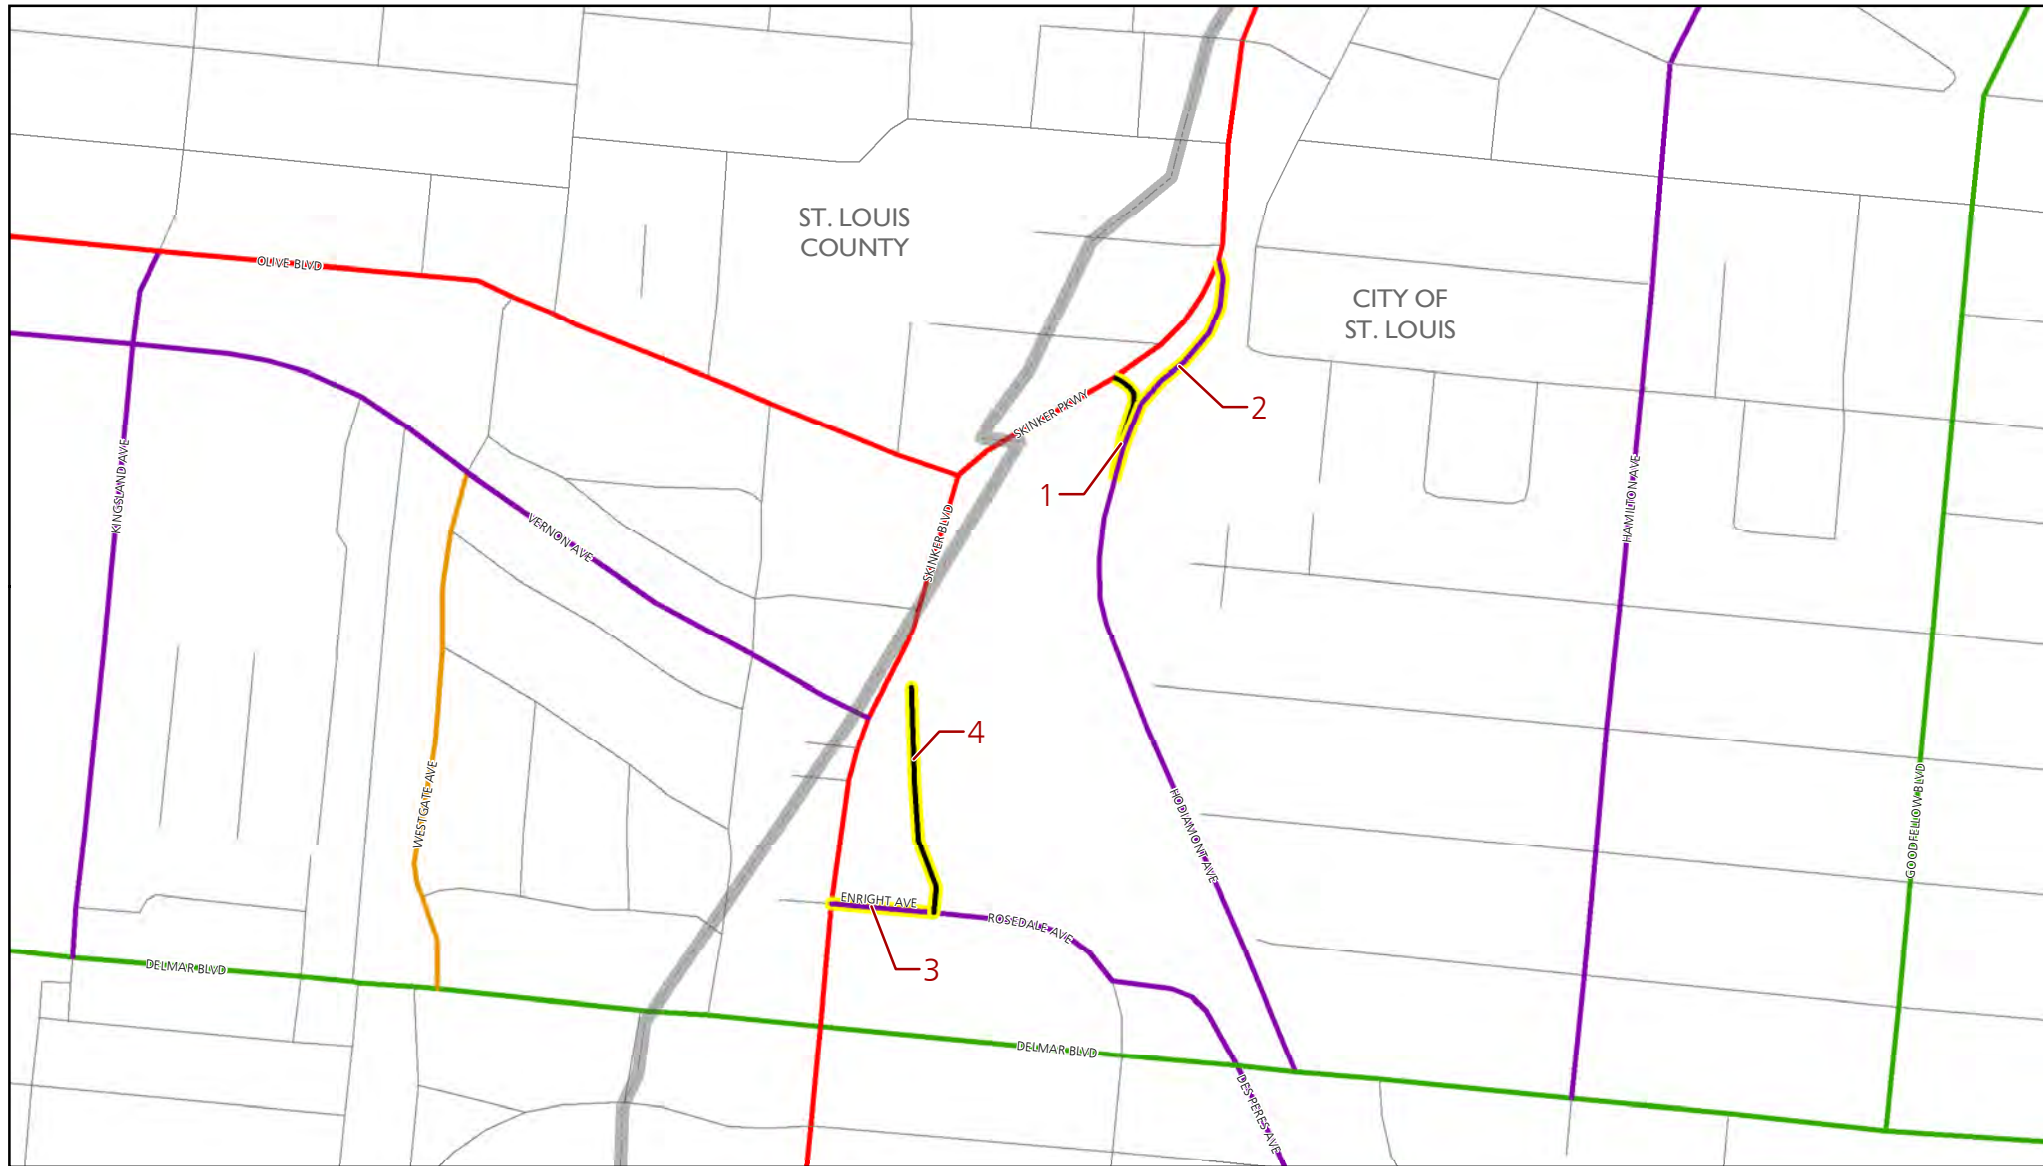 ST. LOUIS
COUNTY
OLIVE BLVD
CITY OF
ST. LOUIS
SKINKER PKWY
2
KINGSLAND AVE
1
HAMILTON AVE
VERNON AVE
SKINKER BLVD
4
WESTGATE AVE
HODIAMONT AVE
GOODFELLOW BLVD
ENRIGHT AVE
ROSEDALE AVE
3
DELMAR BLVD
DELMAR BLVD
DES PERES AVE